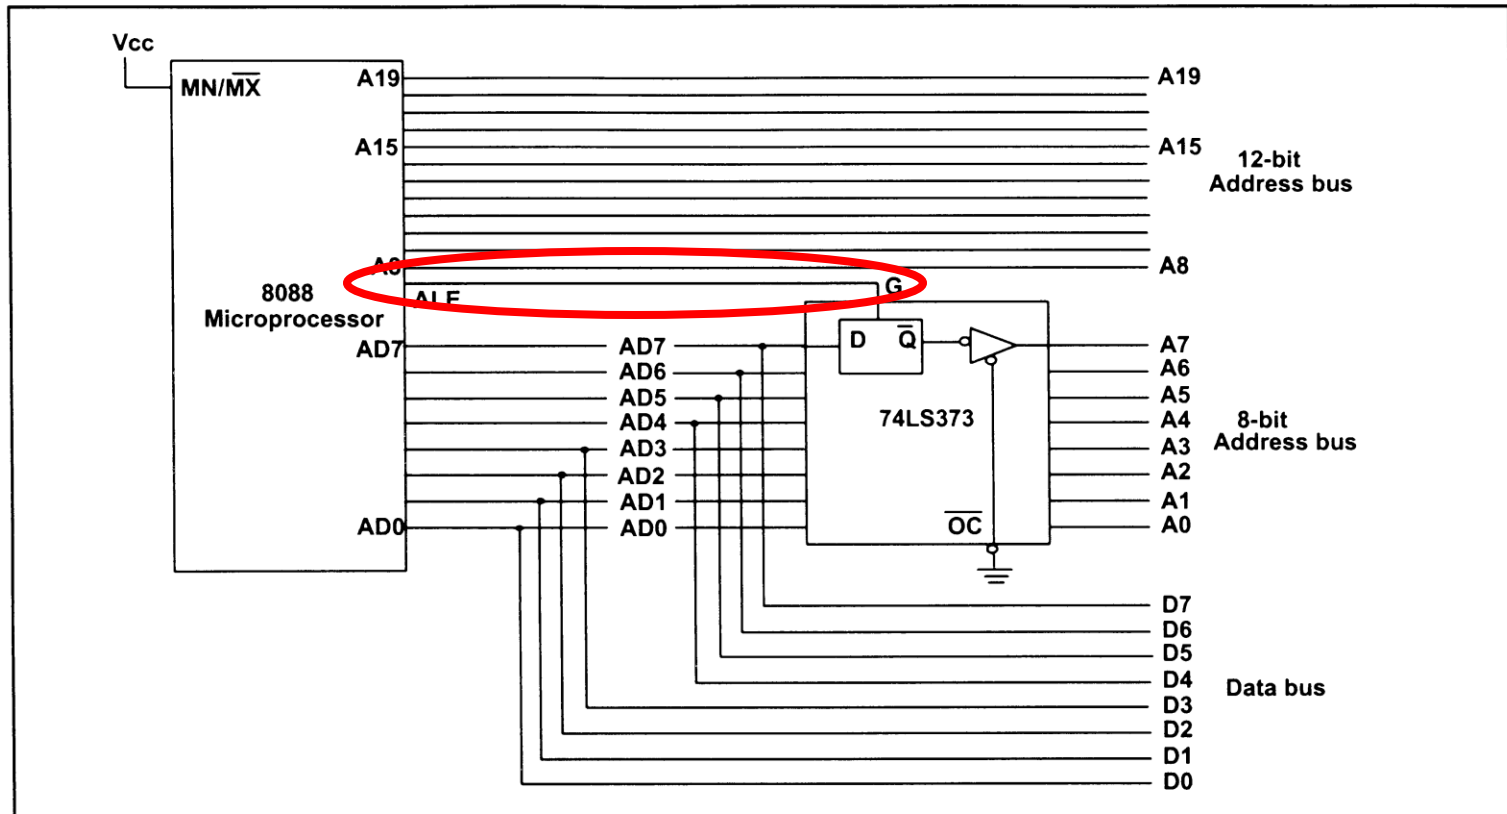 Vcc
MN/MX
A19
A15
A8
8088
Microprocessor
ALE
AD7
AD0
AD7
AD6
AD5
AD4
AD3
AD2
AD1
AD0
G
D Q
74LS373
OC
A19
A15
12-bit
Address bus
A8
A7
A6
A5
A4
A3
A2
A1
A0
8-bit
Address bus
D7
D6
D5
D4
D3
D2
D1
D0
Data bus